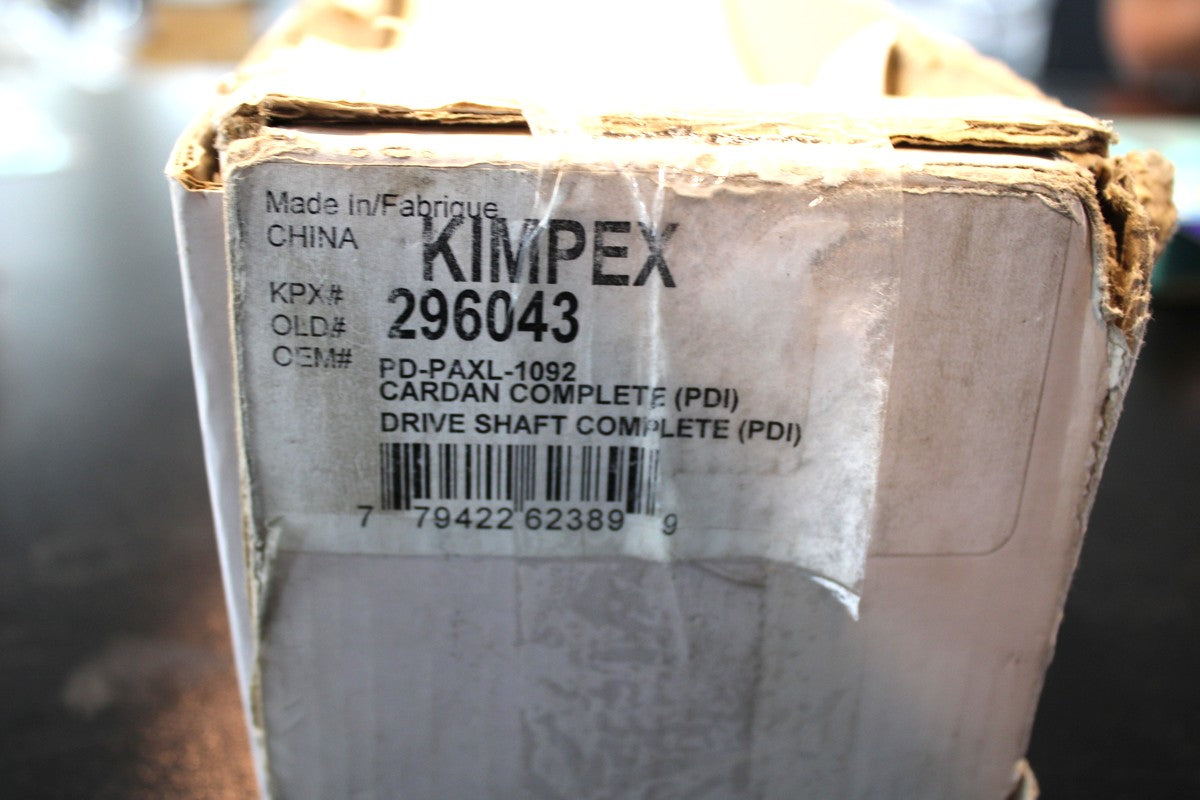 Made In/Fabrique
CHINA
KIMPEX
KPX# 296043
OLD#
OEM#
PD-PAXL-1092
CARDAN COMPLETE (PDI)
DRIVE SHAFT COMPLETE (PDI)
7 79422 62389 9